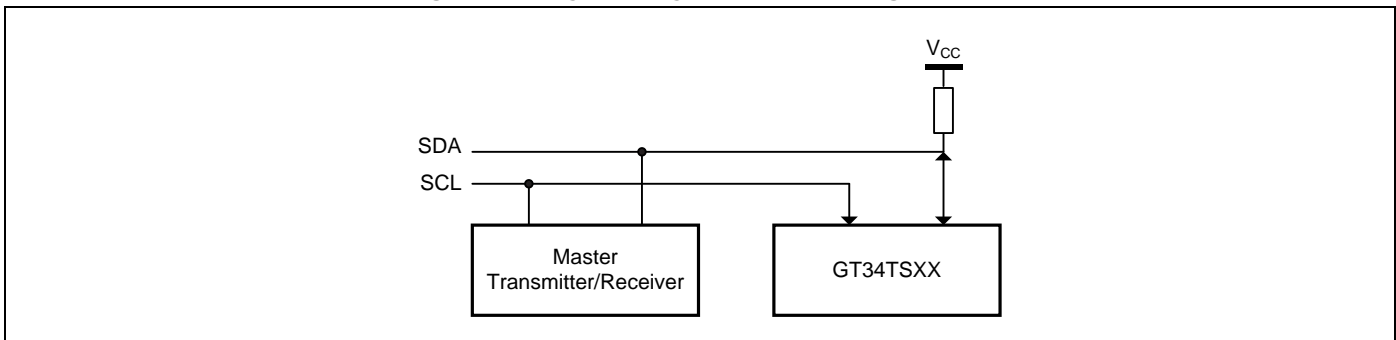 VCC
SDA
SCL
Master
Transmitter/Receiver
GT34TSXX